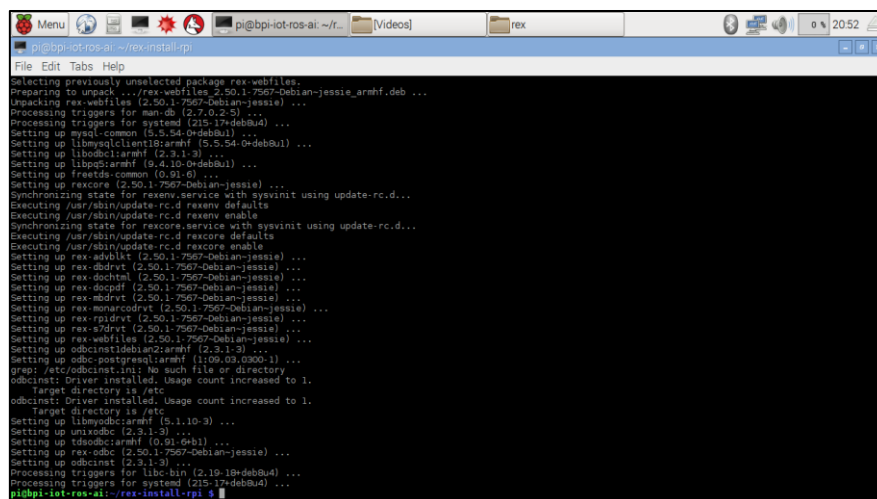 Menu
pi@bpi-iot-ros-ai: ~/r...
[Videos]
rex
0 %
20:52
pi@bpi-iot-ros-ai: ~/rex-install-rpi
File Edit Tabs Help
Selecting previously unselected package rex-webfiles.
Preparing to unpack .../rex-webfiles_2.50.1-7567~Debian~jessie_armhf.deb ...
Unpacking rex-webfiles (2.50.1-7567~Debian~jessie) ...
Processing triggers for man-db (2.7.0.2-5) ...
Processing triggers for systemd (215-17+deb8u4) ...
Setting up mysql-common (5.5.54-0+deb8u1) ...
Setting up libmysqlclient18:armhf (5.5.54-0+deb8u1) ...
Setting up libodbc1:armhf (2.3.1-3) ...
Setting up libpq5:armhf (9.4.10-0+deb8u1) ...
Setting up freetds-common (0.91-6) ...
Setting up rexcore (2.50.1-7567~Debian~jessie) ...
Synchronizing state for rexenv.service with sysvinit using update-rc.d...
Executing /usr/sbin/update-rc.d rexenv defaults
Executing /usr/sbin/update-rc.d rexenv enable
Synchronizing state for rexcore.service with sysvinit using update-rc.d...
Executing /usr/sbin/update-rc.d rexcore defaults
Executing /usr/sbin/update-rc.d rexcore enable
Setting up rex-advblkt (2.50.1-7567~Debian~jessie) ...
Setting up rex-dbdrvt (2.50.1-7567~Debian~jessie) ...
Setting up rex-dochtml (2.50.1-7567~Debian~jessie) ...
Setting up rex-docpdf (2.50.1-7567~Debian~jessie) ...
Setting up rex-mbdrvt (2.50.1-7567~Debian~jessie) ...
Setting up rex-monarcodrvt (2.50.1-7567~Debian~jessie) ...
Setting up rex-rpidrvt (2.50.1-7567~Debian~jessie) ...
Setting up rex-s7drvt (2.50.1-7567~Debian~jessie) ...
Setting up rex-webfiles (2.50.1-7567~Debian~jessie) ...
Setting up odbcinst1debian2:armhf (2.3.1-3) ...
Setting up odbc-postgresql:armhf (1:09.03.0300-1) ...
grep: /etc/odbcinst.ini: No such file or directory
odbcinst: Driver installed. Usage count increased to 1.
Target directory is /etc
odbcinst: Driver installed. Usage count increased to 1.
Target directory is /etc
Setting up libmyodbc:armhf (5.1.10-3) ...
Setting up unixodbc (2.3.1-3) ...
Setting up tdsodbc:armhf (0.91-6+b1) ...
Setting up rex-odbc (2.50.1-7567~Debian~jessie) ...
Setting up odbcinst (2.3.1-3) ...
Processing triggers for libc-bin (2.19-18+deb8u4) ...
Processing triggers for systemd (215-17+deb8u4) ...
pi@bpi-iot-ros-ai:~/rex-install-rpi $